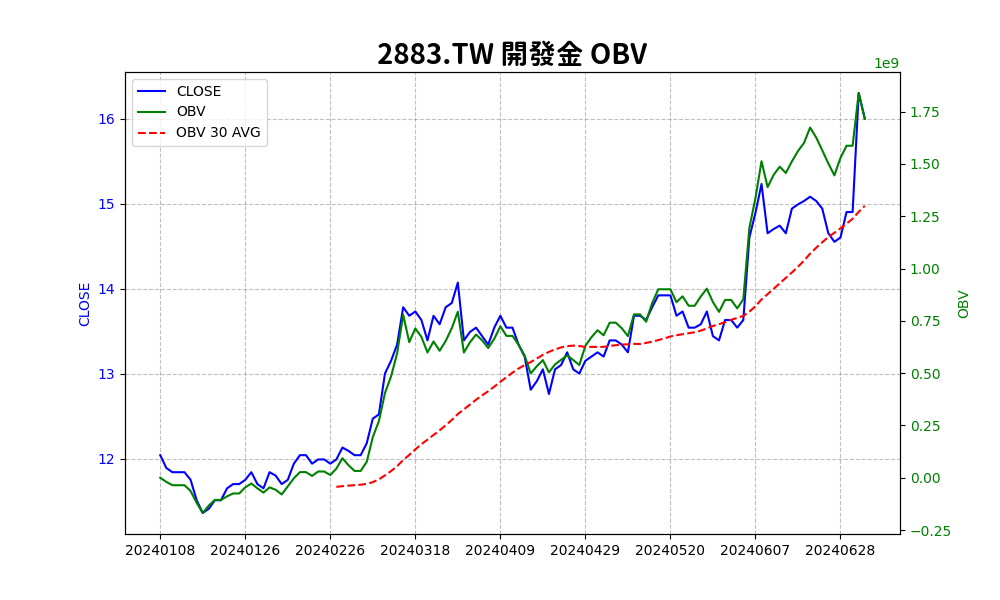 2883.TW 開發金 OBV
1e9
CLOSE
OBV
OBV 30 AVG
16
15
14
13
12
CLOSE
1.75
1.50
1.25
1.00
0.75
0.50
0.25
0.00
−0.25
OBV
20240108 20240126 20240226 20240318 20240409 20240429 20240520 20240607 20240628